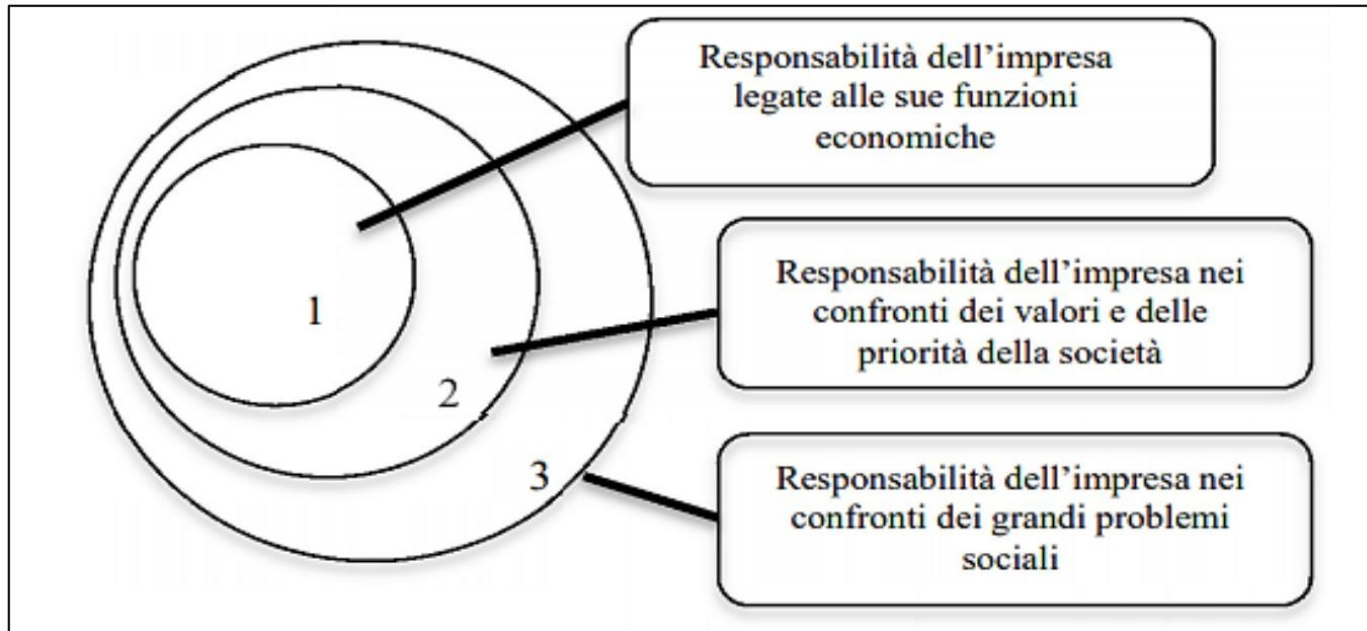 Responsabilità dell'impresa
legate alle sue funzioni
economiche
1
Responsabilità dell'impresa nei
confronti dei valori e delle
priorità della società
2
3
Responsabilità dell'impresa nei
confronti dei grandi problemi
sociali